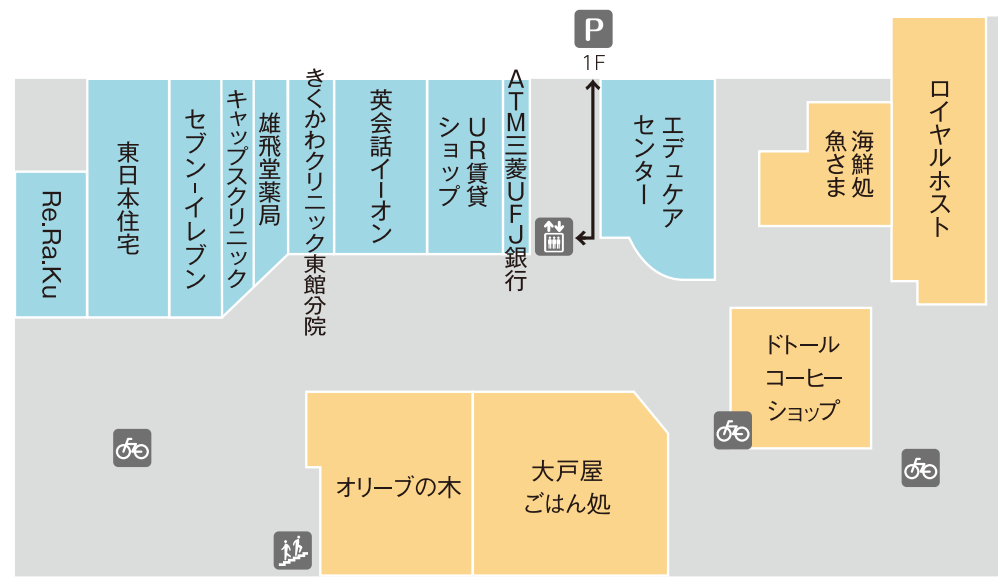 P
1F
Re.Ra.Ku
東日本住宅
セブン-イレブン
キャップスクリニック
雄飛堂薬局
きくかわクリニック東館分院
英会話イーオン
UR賃貸
ショップ
ATM三菱UFJ銀行
エデュケア
センター
海鮮処
魚さま
ロイヤルホスト
ドトール
コーヒー
ショップ
オリーブの木
大戸屋
ごはん処